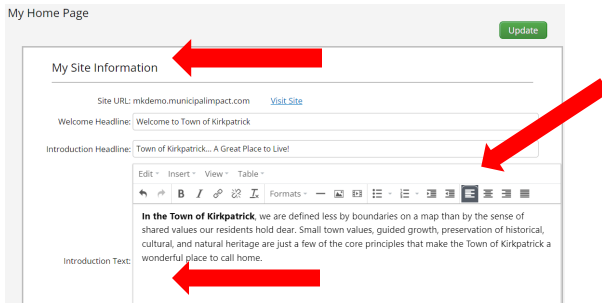 My Home Page
Update
My Site Information
Site URL: mkdemo.municipalimpact.com Visit Site
Welcome Headline: Welcome to Town of Kirkpatrick
Introduction Headline: Town of Kirkpatrick... A Great Place to Live!
Edit Insert View Table
B I Formats
In the Town of Kirkpatrick, we are defined less by boundaries on a map than by the sense of
shared values our residents hold dear. Small town values, guided growth, preservation of historical,
cultural, and natural heritage are just a few of the core principles that make the Town of Kirkpatrick a
Introduction Text: wonderful place to call home.